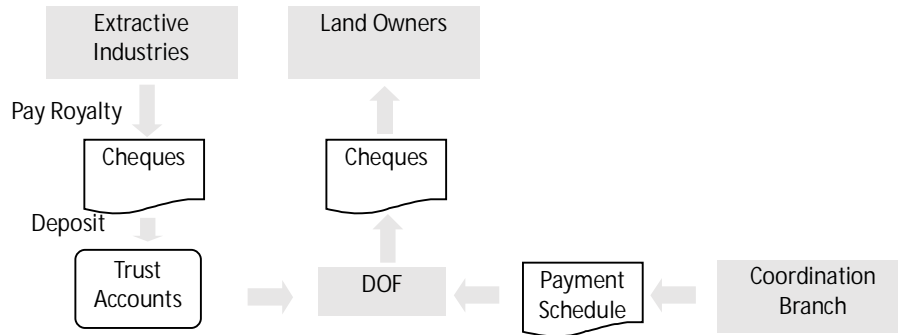 Extractive
Industries
Land Owners
Pay Royalty
Cheques
Cheques
Deposit
Trust
Accounts
DOF
Payment
Schedule
Coordination
Branch